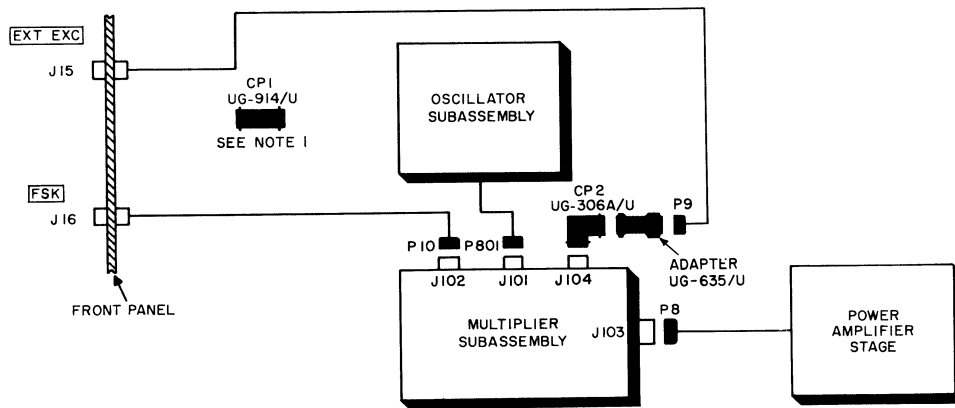 EXT EXC
J15
CP1
UG-914/U
SEE NOTE 1
OSCILLATOR
SUBASSEMBLY
FSK
J16
CP2
UG-306A/U
P9
P10
P801
ADAPTER
UG-635/U
J102
J101
J104
FRONT PANEL
MULTIPLIER
SUBASSEMBLY
J103
P8
POWER
AMPLIFIER
STAGE